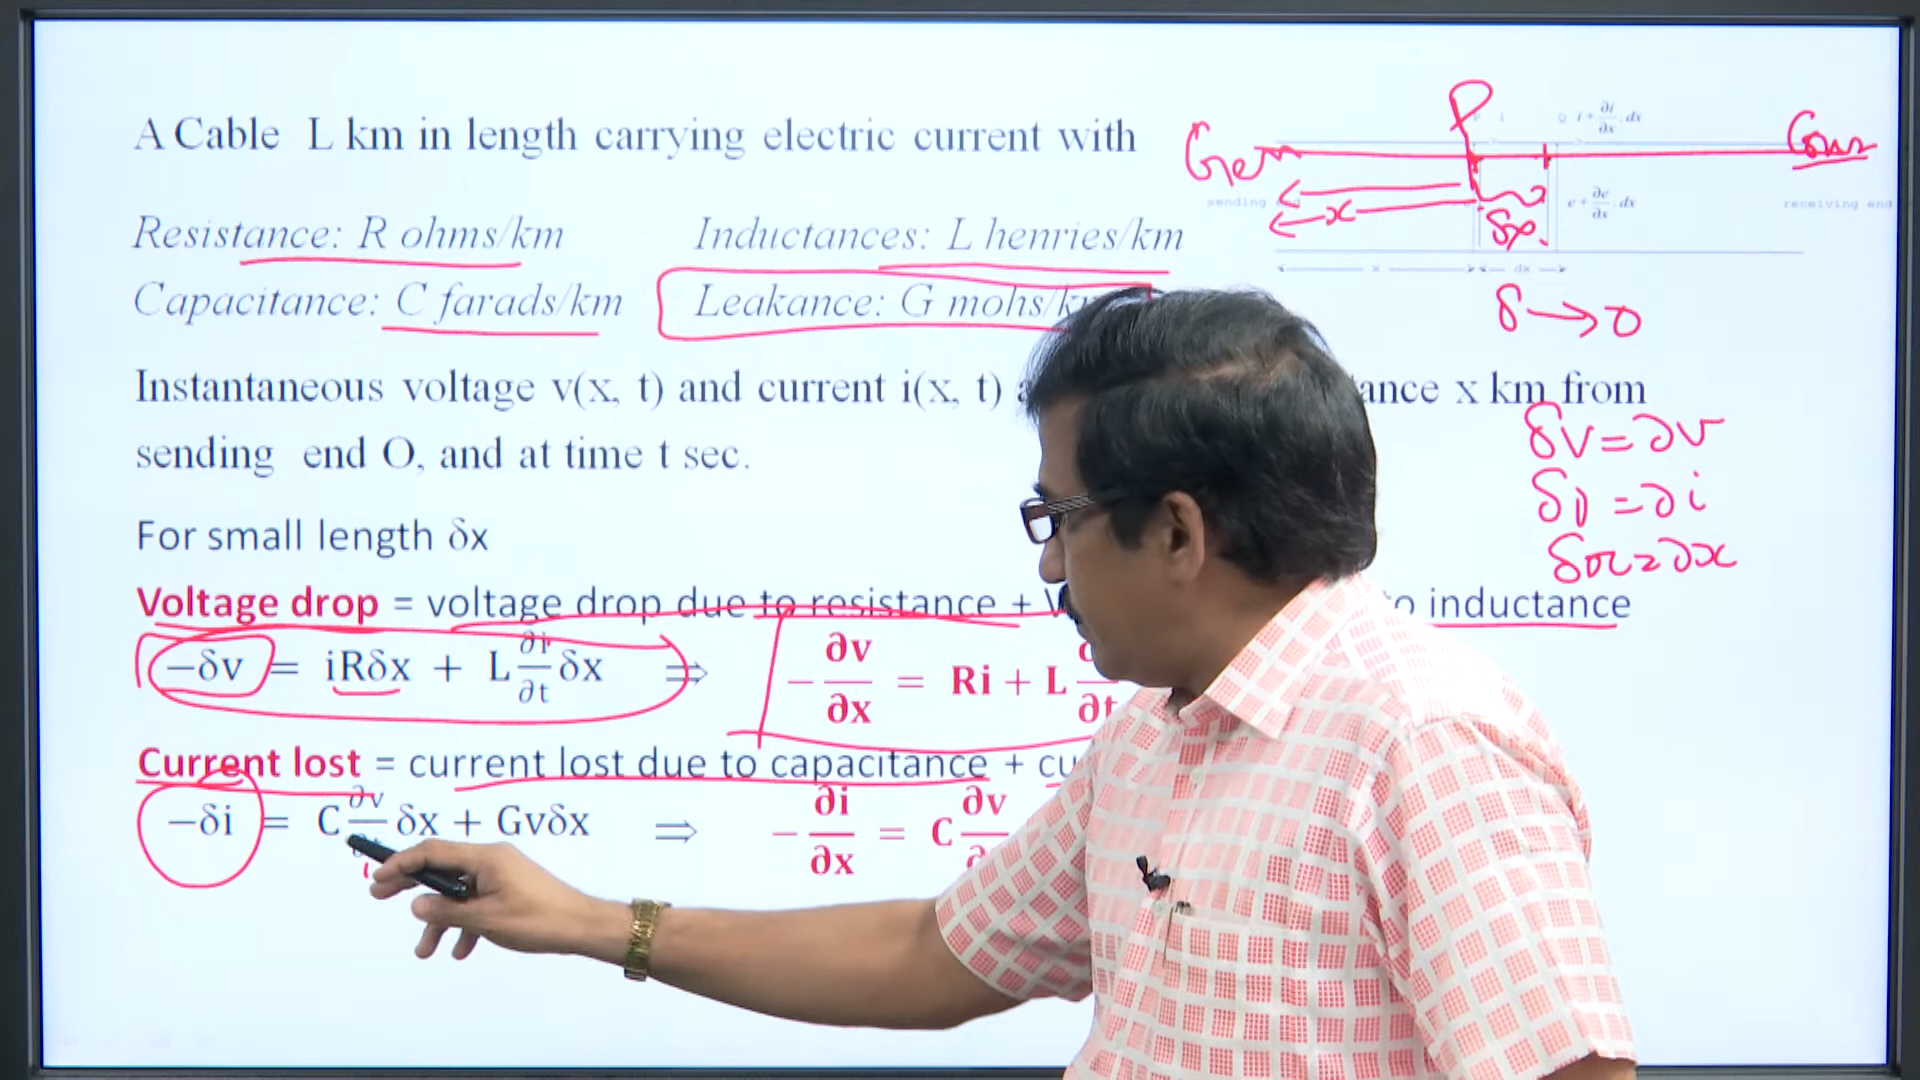 A Cable L km in length carrying electric current with
Resistance: R ohms/km Inductances: L henries/km
Capacitance: C farads/km Leakance: G mohs/k
Instantaneous voltage v(x, t) and current i(x, t) ance x km from
sending end O, and at time t sec.
For small length δx
Voltage drop = voltage drop due to resistance + V o inductance
−δv = iRδx + L ∂i/∂t δx ⇒ −∂v/∂x = Ri + L ∂/∂t
Current lost = current lost due to capacitance + cu
−δi = C ∂v/∂t δx + Gvδx ⇒ −∂i/∂x = C ∂v/∂
P
i Q i + ∂i/∂x . dx
Gen Cons
sending end e + ∂e/∂x . dx receiving end
x δx.
x dx
δ → 0
δv = ∂v
δi = ∂i
δx = ∂x